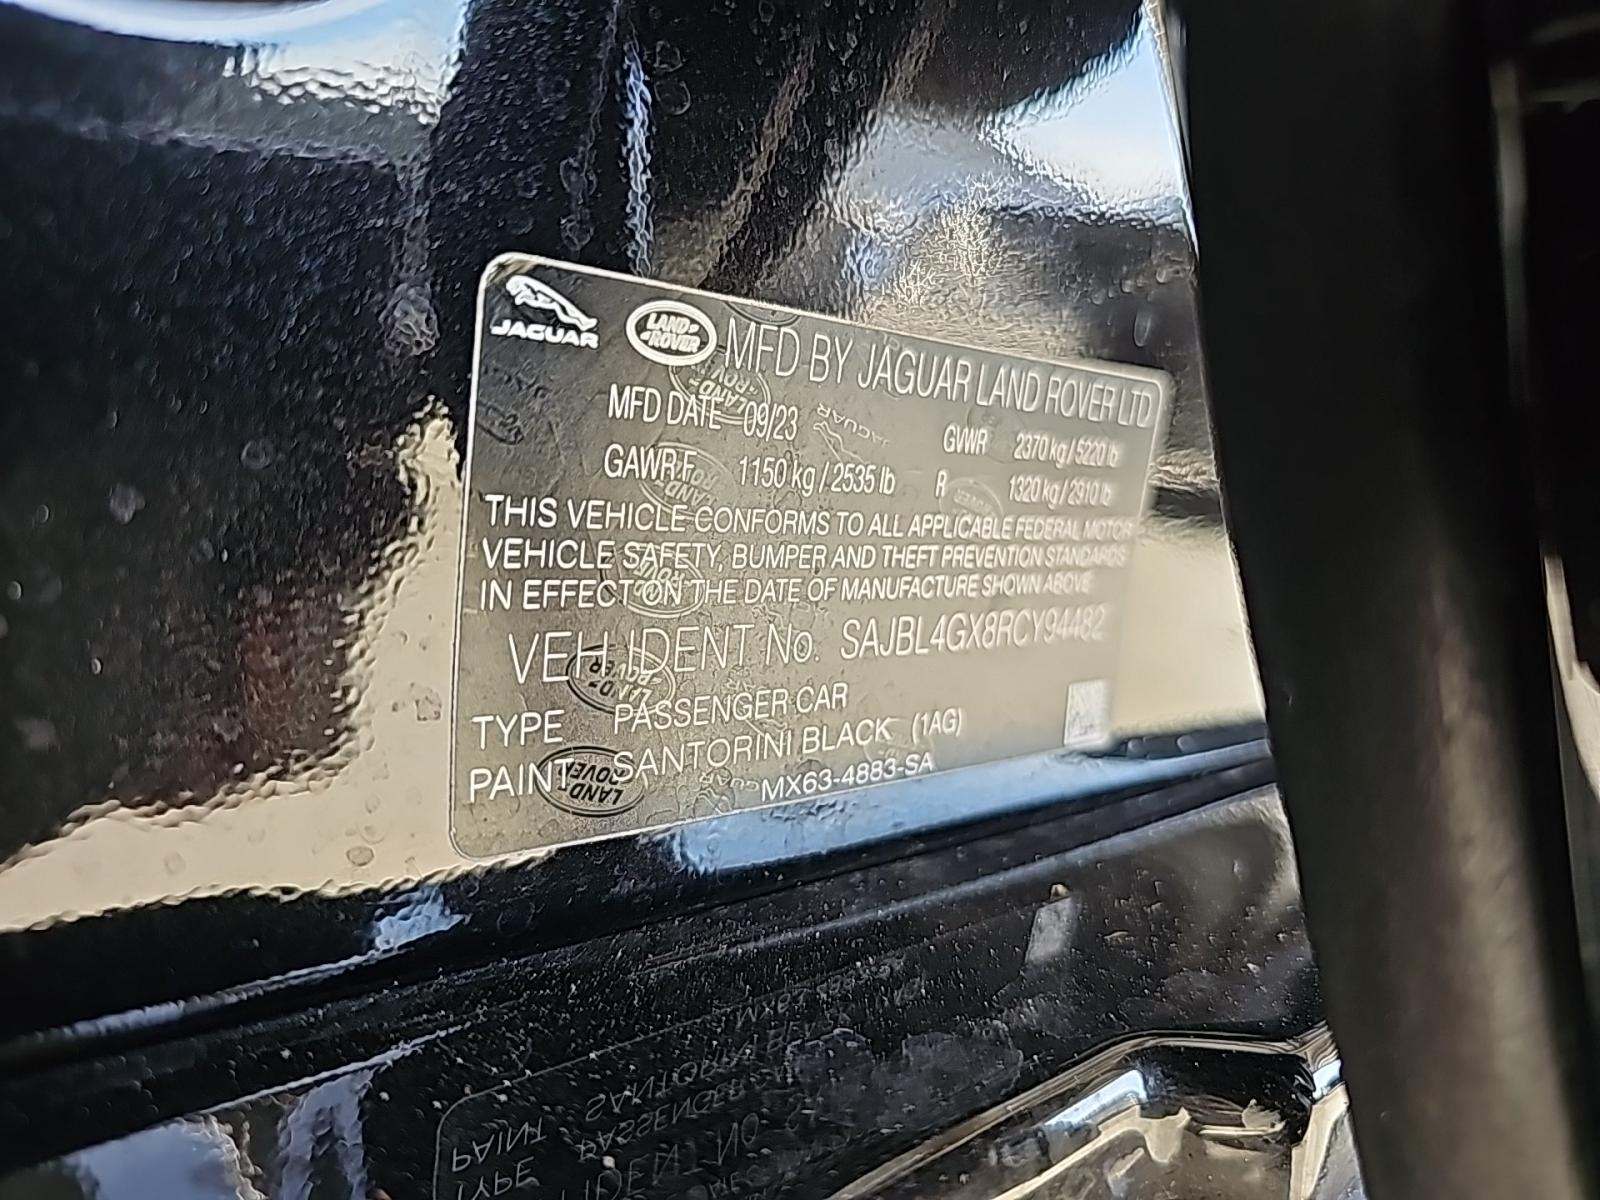 JAGUAR LAND ROVER MFD BY JAGUAR LAND ROVER LTD
MFD DATE 09/23 GVWR 2370 kg / 5220 lb
GAWR F 1150 kg / 2535 lb R 1320 kg / 2910 lb
THIS VEHICLE CONFORMS TO ALL APPLICABLE FEDERAL MOTOR
VEHICLE SAFETY, BUMPER AND THEFT PREVENTION STANDARDS
IN EFFECT ON THE DATE OF MANUFACTURE SHOWN ABOVE
VEH IDENT No. SAJBL4GX8RCY94482
TYPE PASSENGER CAR
PAINT SANTORINI BLACK (1AG)
MX63-4883-SA